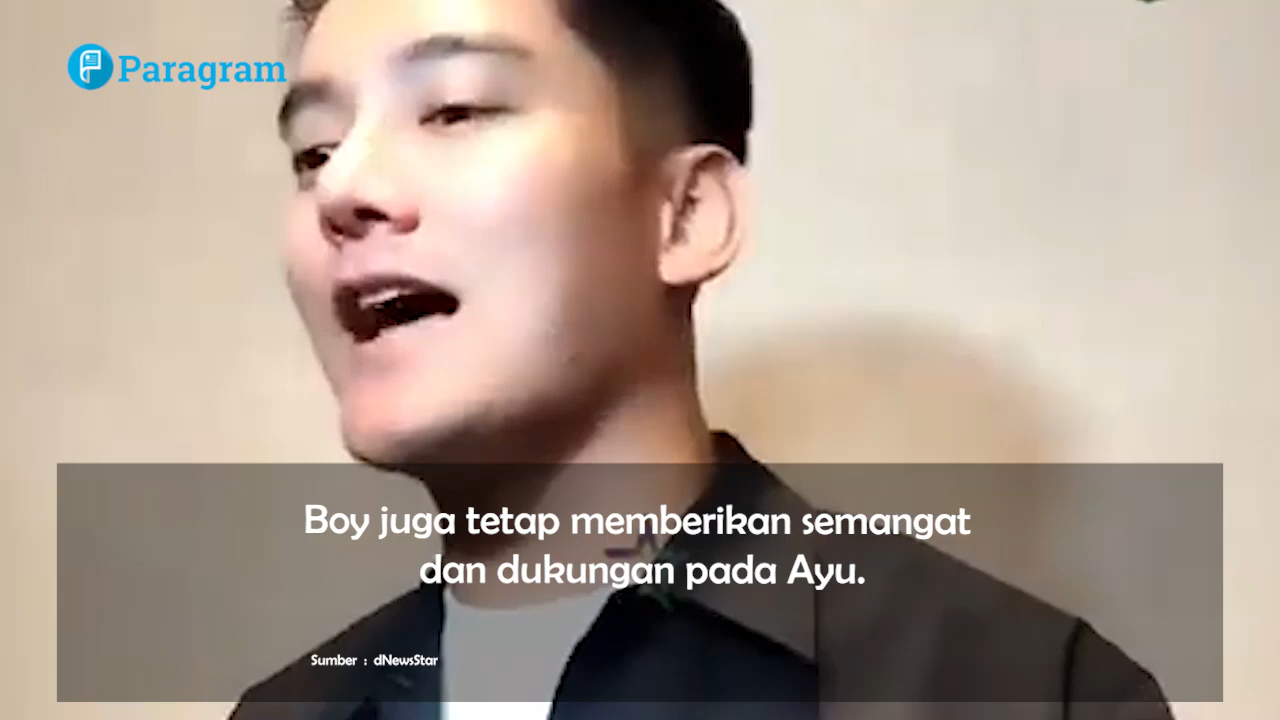 Paragram
Boy juga tetap memberikan semangat
dan dukungan pada Ayu.
Sumber : dNewsStar